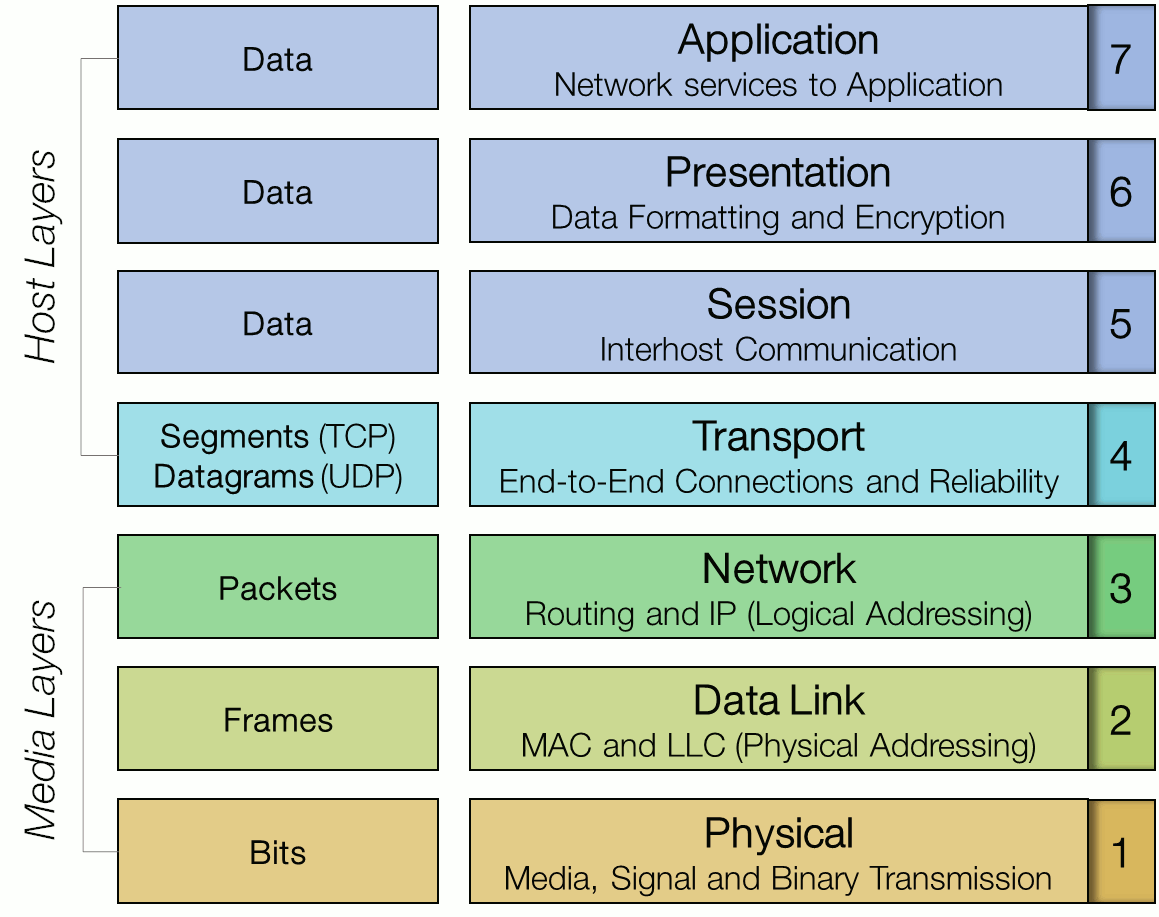 Host Layers
Data
Application
Network services to Application
7
Data
Presentation
Data Formatting and Encryption
6
Data
Session
Interhost Communication
5
Segments (TCP)
Datagrams (UDP)
Transport
End-to-End Connections and Reliability
4
Media Layers
Packets
Network
Routing and IP (Logical Addressing)
3
Frames
Data Link
MAC and LLC (Physical Addressing)
2
Bits
Physical
Media, Signal and Binary Transmission
1